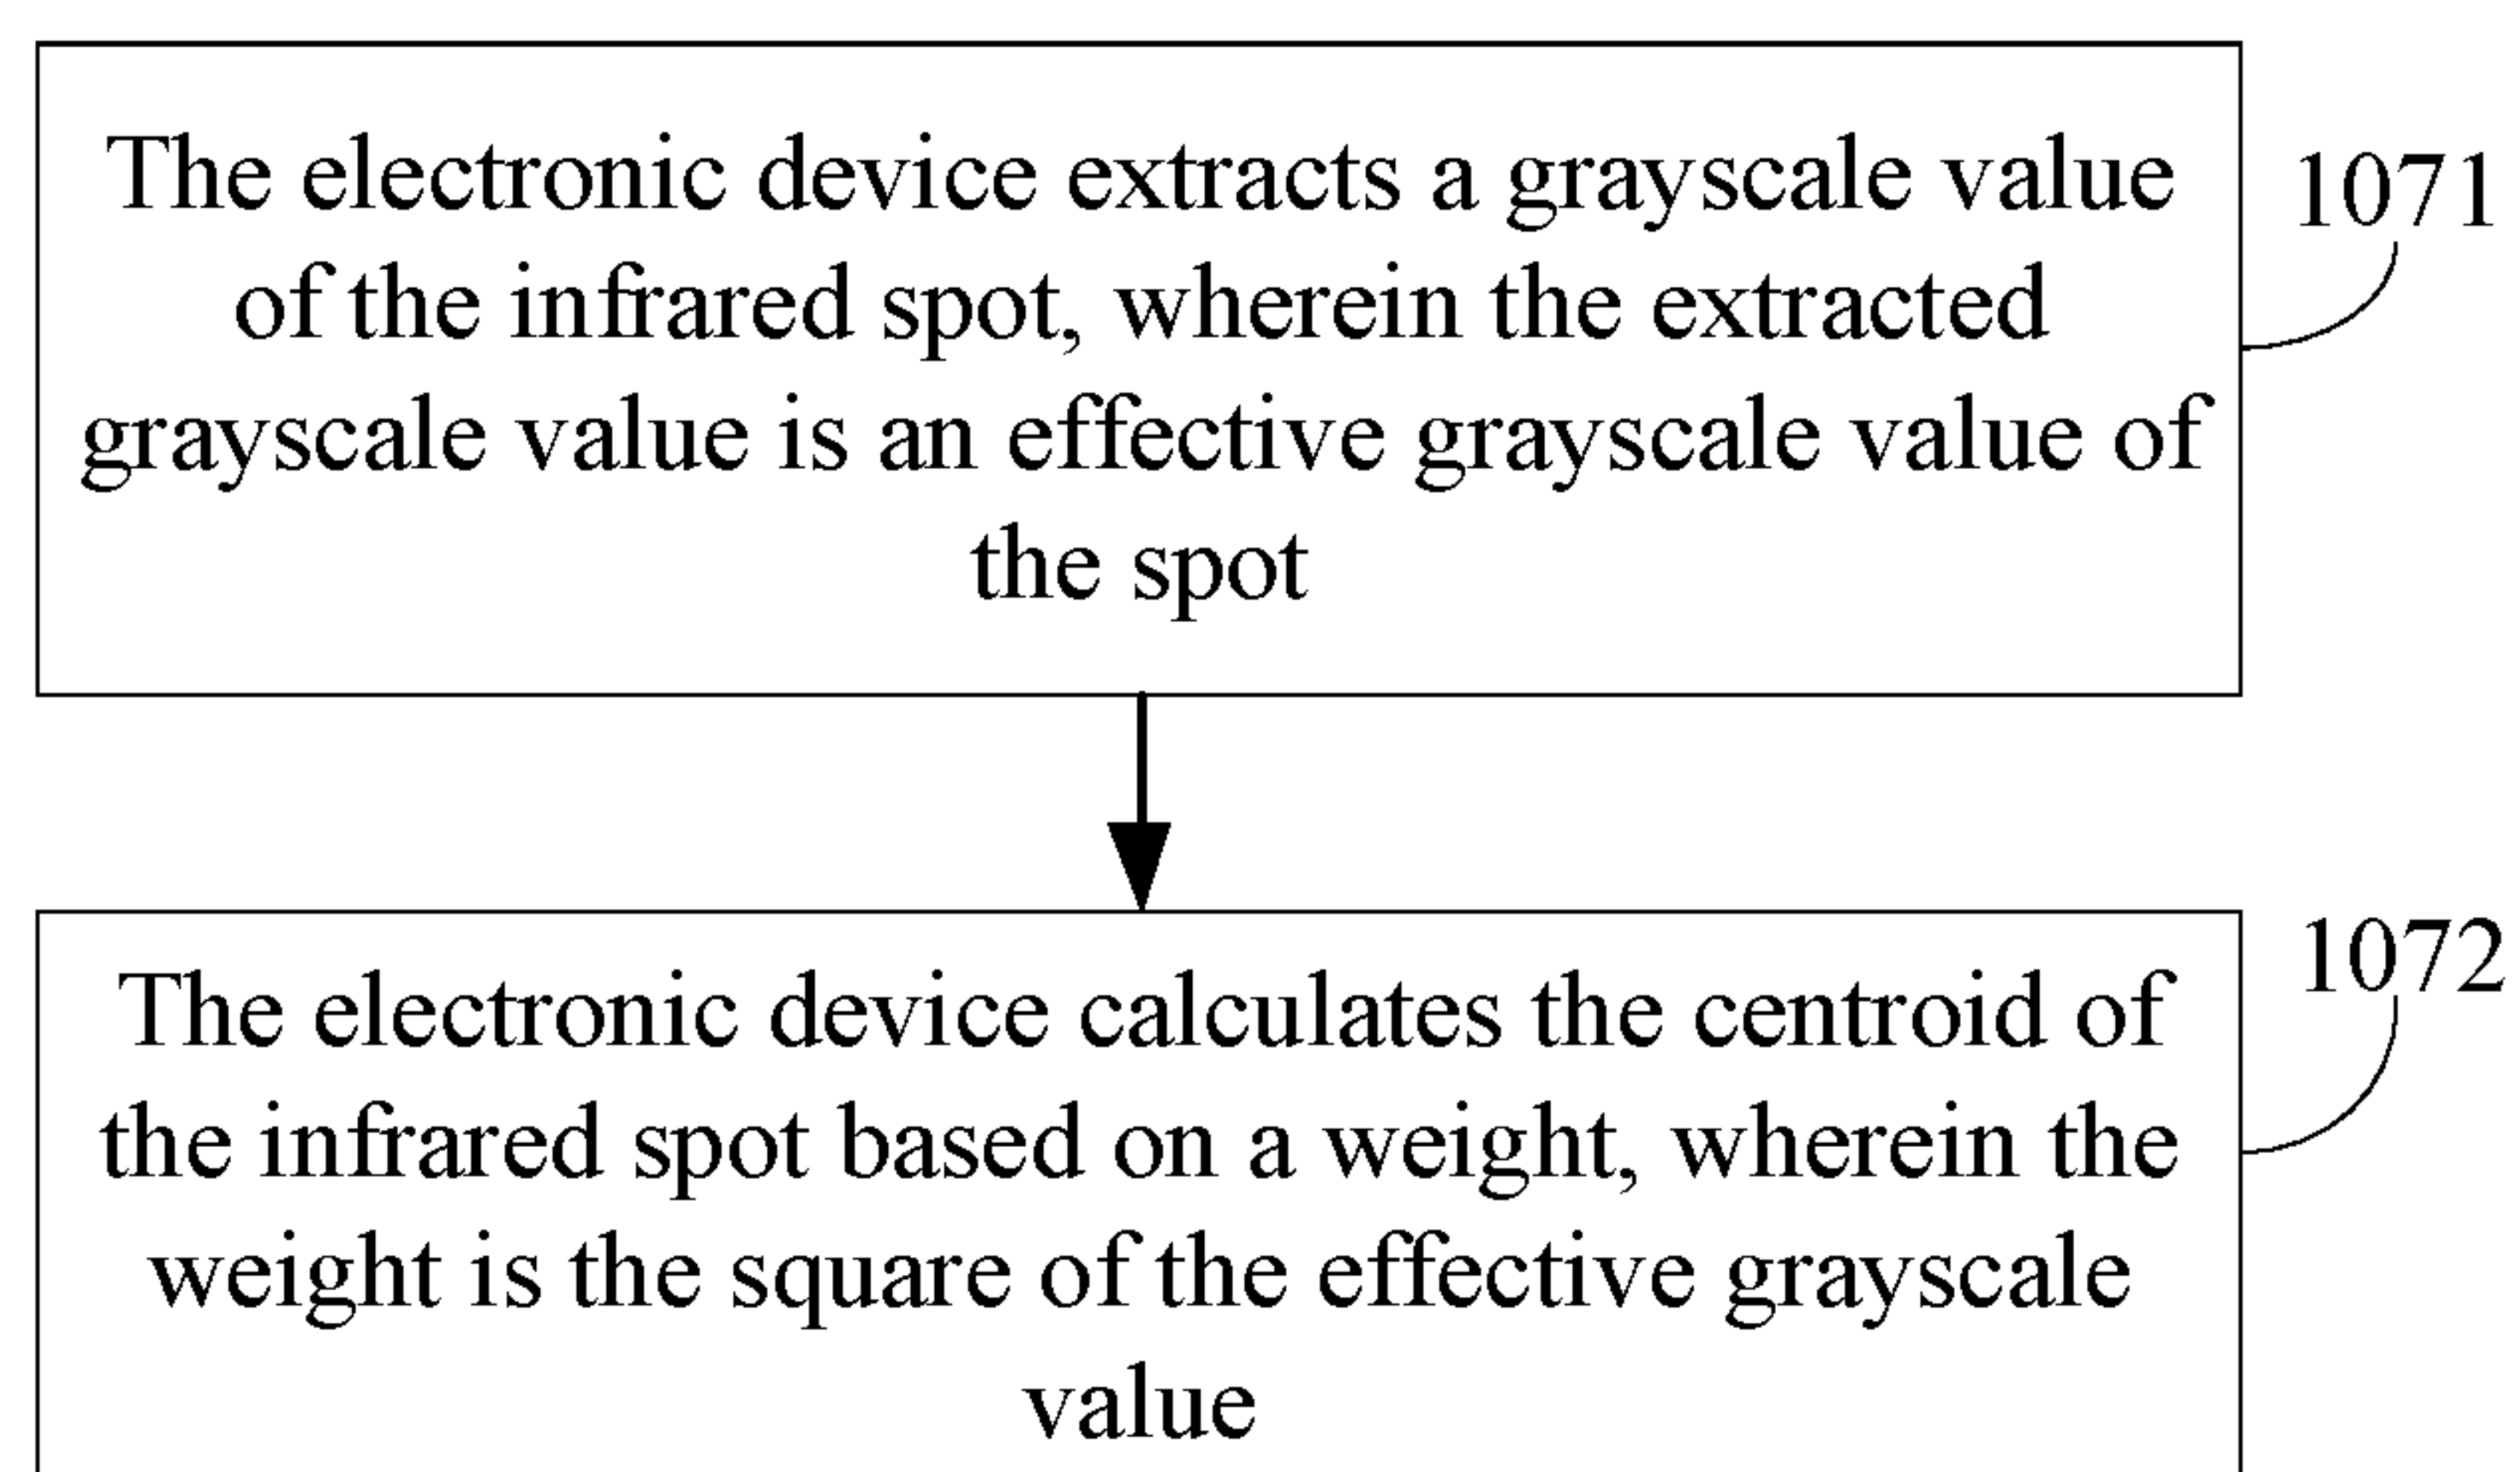 The electronic device extracts a grayscale value
of the infrared spot, wherein the extracted
grayscale value is an effective grayscale value of
the spot
1071
The electronic device calculates the centroid of
the infrared spot based on a weight, wherein the
weight is the square of the effective grayscale
value
1072